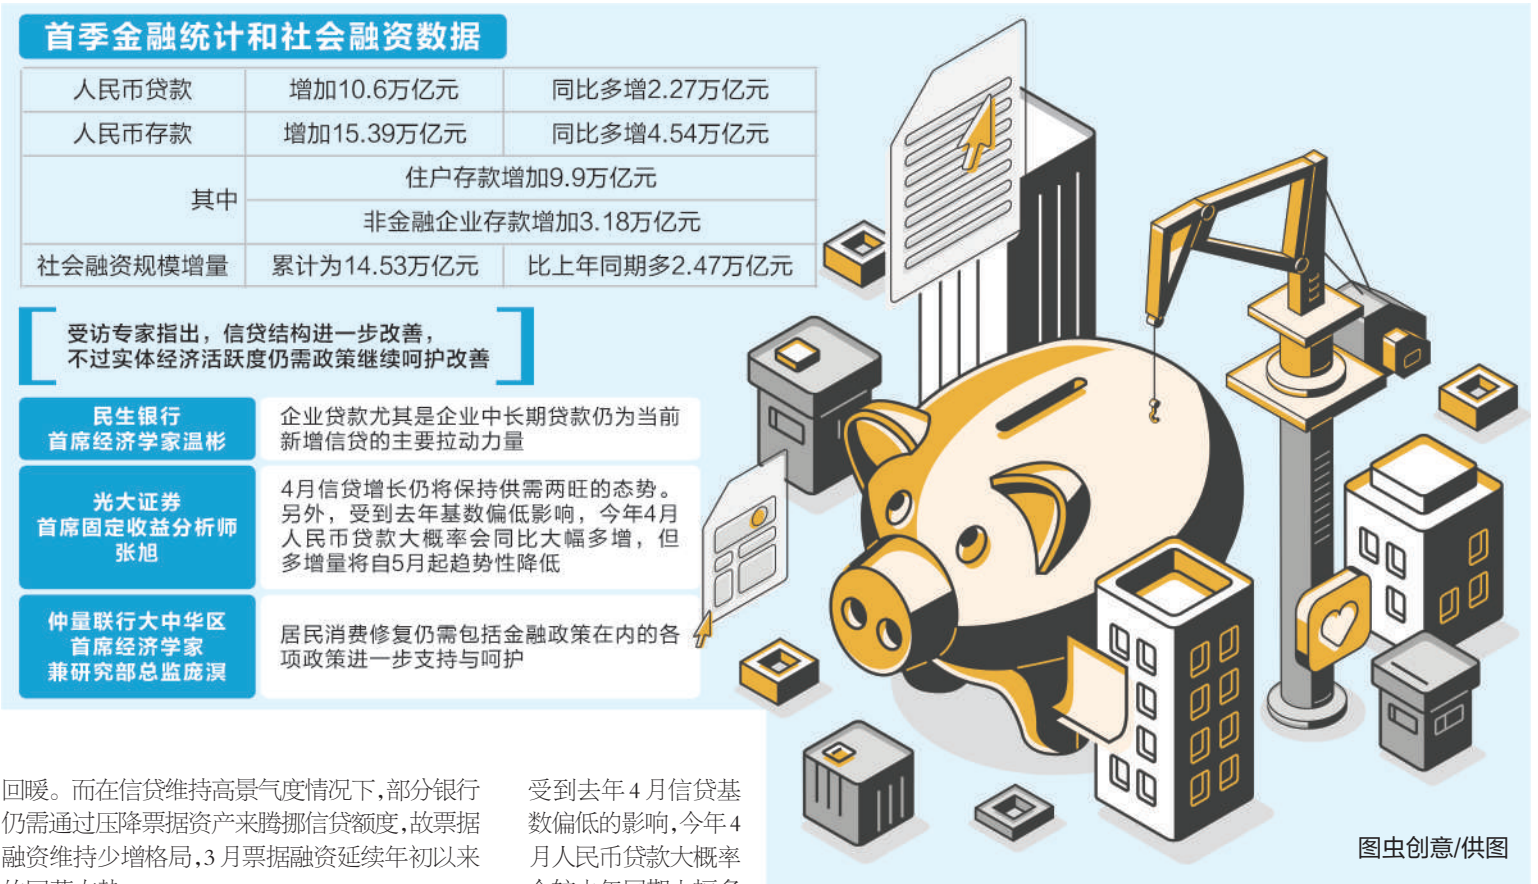 首季金融统计和社会融资数据
人民币贷款 增加10.6万亿元 同比多增2.27万亿元
人民币存款 增加15.39万亿元 同比多增4.54万亿元
其中
住户存款增加9.9万亿元
非金融企业存款增加3.18万亿元
社会融资规模增量 累计为14.53万亿元 比上年同期多2.47万亿元
受访专家指出，信贷结构进一步改善，
不过实体经济活跃度仍需政策继续呵护改善
民生银行
首席经济学家温彬
企业贷款尤其是企业中长期贷款仍为当前
新增信贷的主要拉动力量
光大证券
首席固定收益分析师
张旭
4月信贷增长仍将保持供需两旺的态势。
另外，受到去年基数偏低影响，今年4月
人民币贷款大概率会同比大幅多增，但
多增量将自5月起趋势性降低
仲量联行大中华区
首席经济学家
兼研究部总监庞溟
居民消费修复仍需包括金融政策在内的各
项政策进一步支持与呵护
回暖。而在信贷维持高景气度情况下,部分银行
仍需通过压降票据资产来腾挪信贷额度,故票据
融资维持少增格局,3月票据融资延续年初以来
受到去年4月信贷基
数偏低的影响,今年4
月人民币贷款大概率
图虫创意/供图